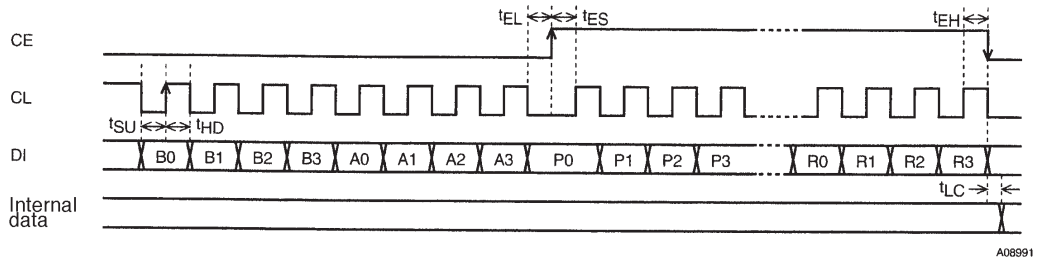 tEL tES tEH
CE
CL
tSU tHD
DI B0 B1 B2 B3 A0 A1 A2 A3 P0 P1 P2 P3 R0 R1 R2 R3
tLC
Internal
data
A08991